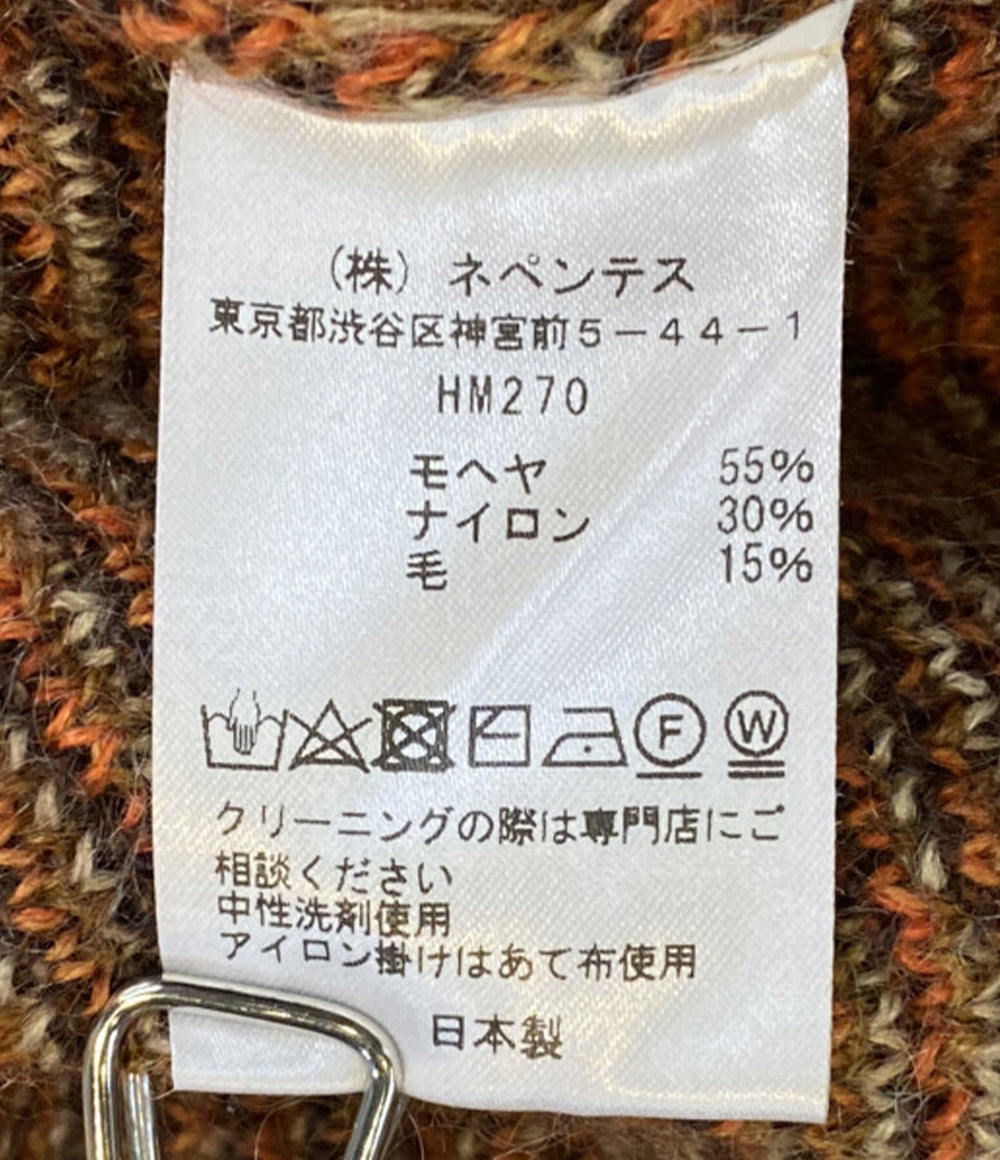 (株) ネペンテス
東京都渋谷区神宮前5-44-1
HM270
モヘヤ 55%
ナイロン 30%
毛 15%
F W
クリーニングの際は専門店にご
相談ください
中性洗剤使用
アイロン掛けはあて布使用
日本製